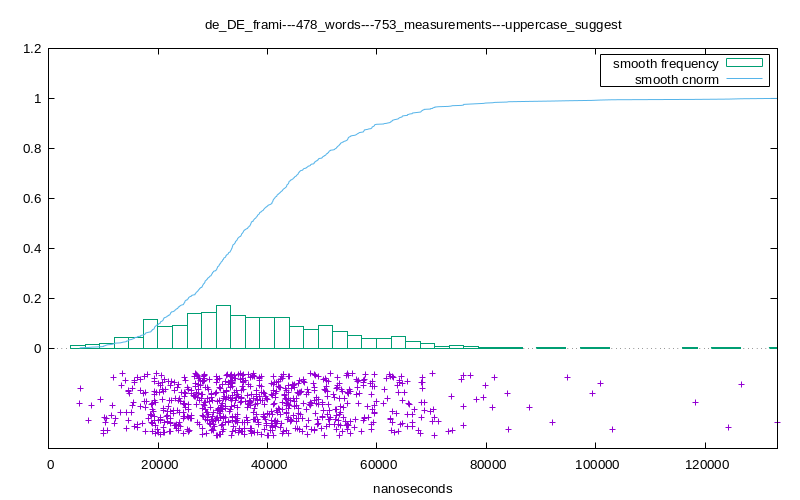 de_DE_frami---478_words---753_measurements---uppercase_suggest
smooth frequency
smooth cnorm
1.2
1
0.8
0.6
0.4
0.2
0
0 20000 40000 60000 80000 100000 120000
nanoseconds